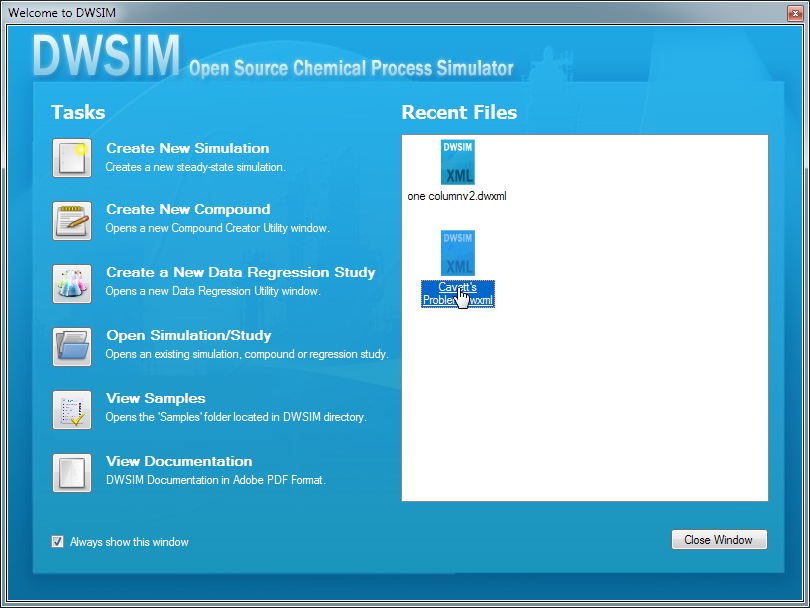 Welcome to DWSIM
DWSIM Open Source Chemical Process Simulator
Tasks
Create New Simulation
Creates a new steady-state simulation.
Create New Compound
Opens a new Compound Creator Utility window.
Create a New Data Regression Study
Opens a new Data Regression Utility window.
Open Simulation/Study
Opens an existing simulation, compound or regression study.
View Samples
Opens the 'Samples' folder located in DWSIM directory.
View Documentation
DWSIM Documentation in Adobe PDF Format.
Always show this window
Recent Files
DWSIM
XML
one columnv2.dwxml
DWSIM
XML
Cavett's
Problem.dwxml
Close Window